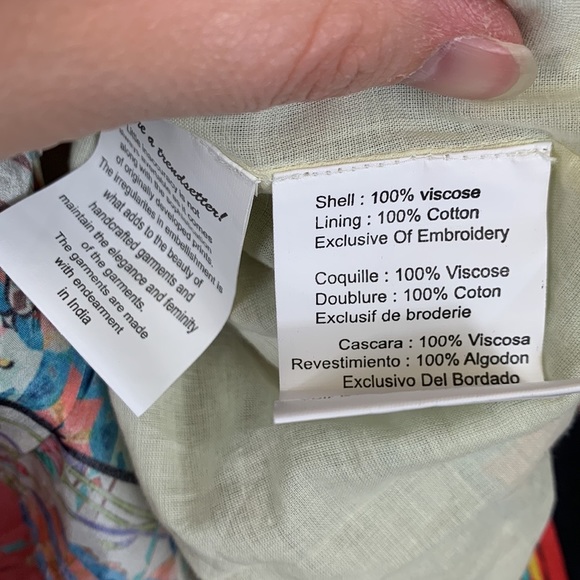 e a trendsetter!
not
of originally developed prints.
The irregularities in embellishment is
what adds to the beauty of
handcrafted garments and
maintain the elegance and feminity
of the garments.
The garments are made
with endearment
in India
Shell : 100% viscose
Lining : 100% Cotton
Exclusive Of Embroidery
Coquille : 100% Viscose
Doublure : 100% Coton
Exclusif de broderie
Cascara : 100% Viscosa
Revestimiento : 100% Algodon
Exclusivo Del Bordado